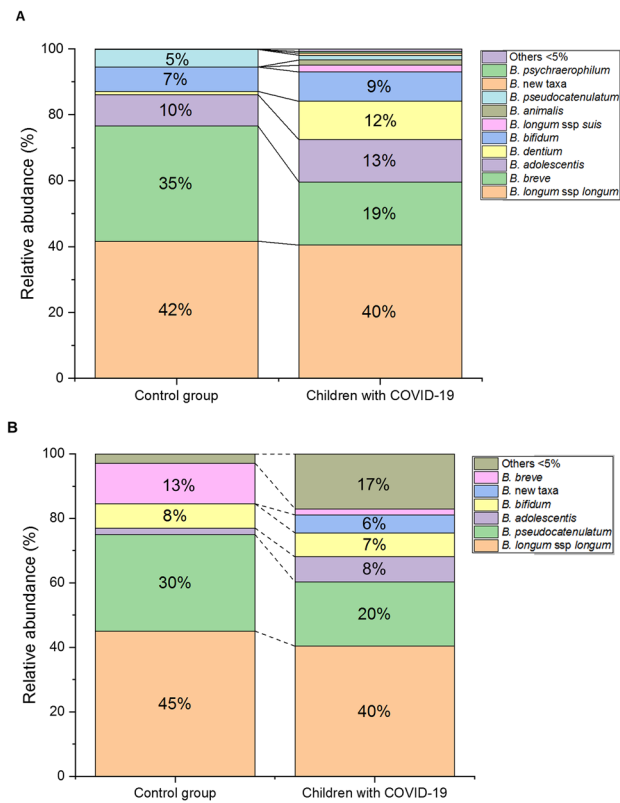 A
Relative abudance (%)
100
80
60
40
20
0
5%
7%
10%
35%
42%
9%
12%
13%
19%
40%
Control group
Children with COVID-19
Others <5%
B. psychraerophilum
B. new taxa
B. pseudocatenulatum
B. animalis
B. longum ssp suis
B. bifidum
B. dentium
B. adolescentis
B. breve
B. longum ssp longum
B
Relative abundance (%)
100
80
60
40
20
0
13%
8%
30%
45%
17%
6%
7%
8%
20%
40%
Control group
Children with COVID-19
Others <5%
B. breve
B. new taxa
B. bifidum
B. adolescentis
B. pseudocatenulatum
B. longum ssp longum